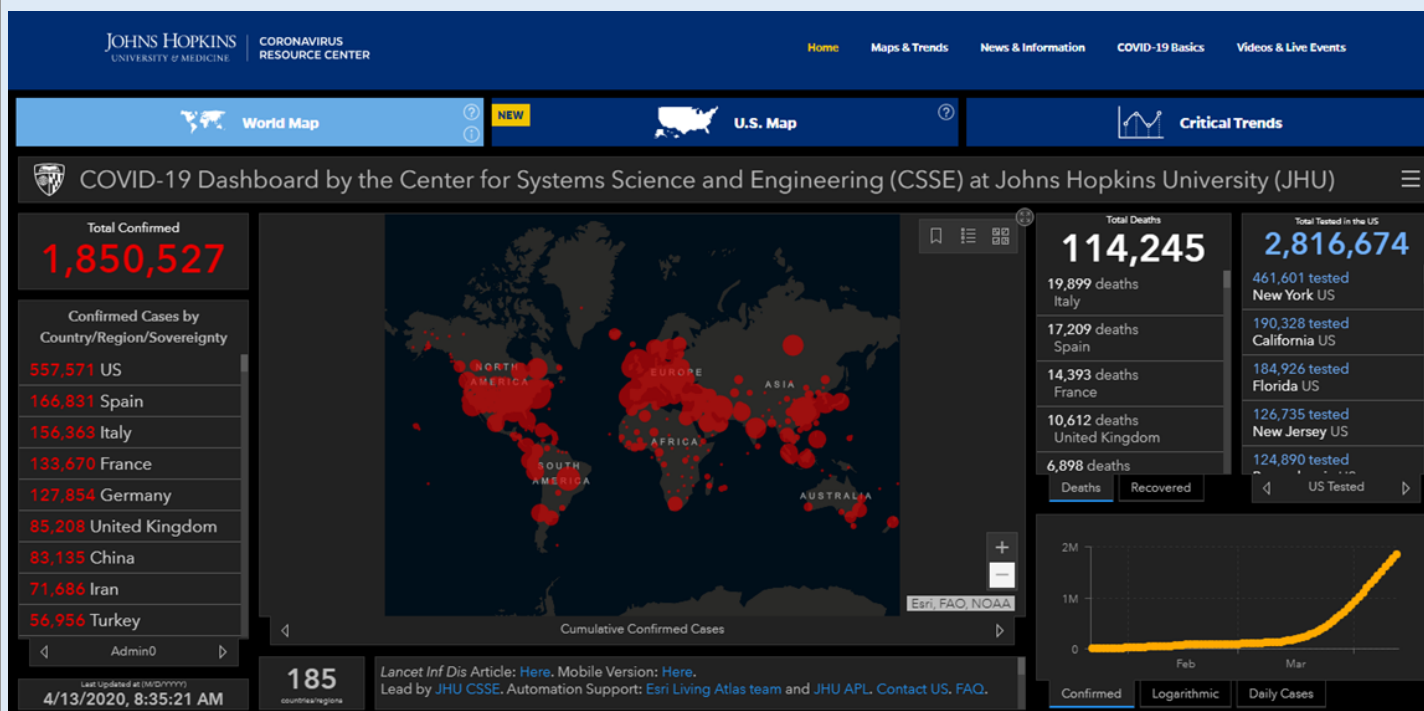 JOHNS HOPKINS
UNIVERSITY & MEDICINE
CORONAVIRUS
RESOURCE CENTER
Home
Maps & Trends
News & Information
COVID-19 Basics
Videos & Live Events
World Map
NEW
U.S. Map
Critical Trends
COVID-19 Dashboard by the Center for Systems Science and Engineering (CSSE) at Johns Hopkins University (JHU)
Total Confirmed
1,850,527
Confirmed Cases by
Country/Region/Sovereignty
557,571 US
166,831 Spain
156,363 Italy
133,670 France
127,854 Germany
85,208 United Kingdom
83,135 China
71,686 Iran
56,956 Turkey
Admin0
Last Updated at (M/D/YYYY)
4/13/2020, 8:35:21 AM
NORTH
AMERICA
EUROPE
ASIA
AFRICA
SOUTH
AMERICA
AUSTRALIA
+
−
Esri, FAO, NOAA
Cumulative Confirmed Cases
185
countries/regions
Lancet Inf Dis Article: Here. Mobile Version: Here.
Lead by JHU CSSE. Automation Support: Esri Living Atlas team and JHU APL. Contact US. FAQ.
Total Deaths
114,245
19,899 deaths
Italy
17,209 deaths
Spain
14,393 deaths
France
10,612 deaths
United Kingdom
6,898 deaths
Deaths
Recovered
Total Tested in the US
2,816,674
461,601 tested
New York US
190,328 tested
California US
184,926 tested
Florida US
126,735 tested
New Jersey US
124,890 tested
US Tested
2M
1M
0
Feb
Mar
Confirmed
Logarithmic
Daily Cases